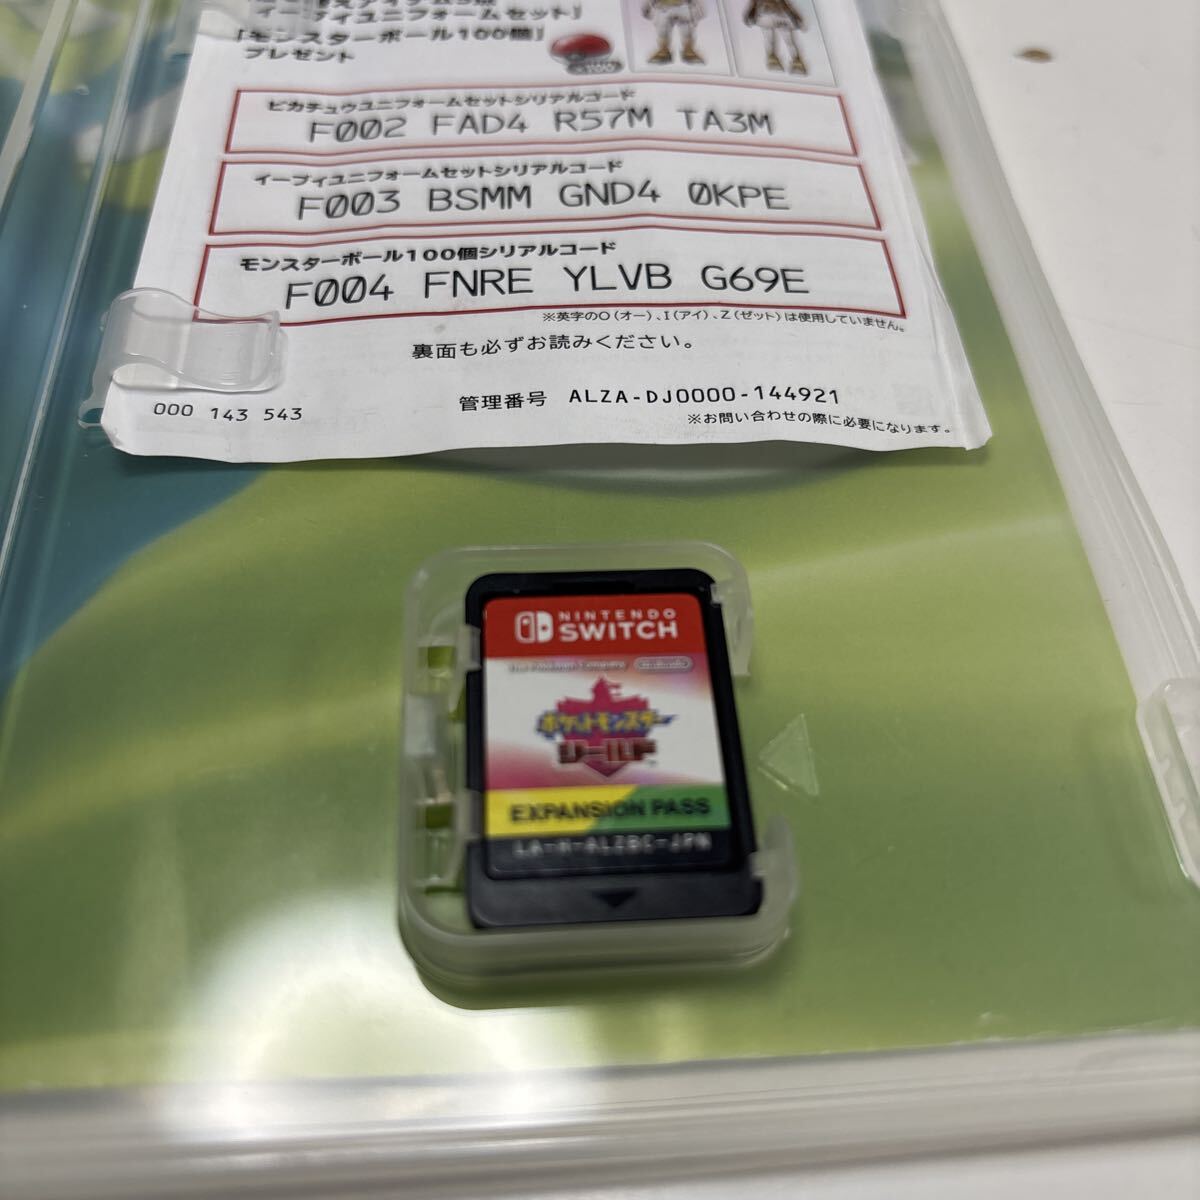 イーブイユニフォームセット」
「モンスターボール100個」
プレゼント
ピカチュウユニフォームセットシリアルコード
F002 FAD4 R57M TA3M
イーブイユニフォームセットシリアルコード
F003 BSMM GND4 0KPE
モンスターボール100個シリアルコード
F004 FNRE YLVB G69E
※英字のO(オー)、I(アイ)、Z(ゼット)は使用していません。
裏面も必ずお読みください。
000 143 543
管理番号 ALZA-DJ0000-144921
※お問い合わせの際に必要になります。
NINTENDO
SWITCH
The Pokémon Company Nintendo
ポケットモンスター
シールド
EXPANSION PASS
LA-H-ALZBC-JPN